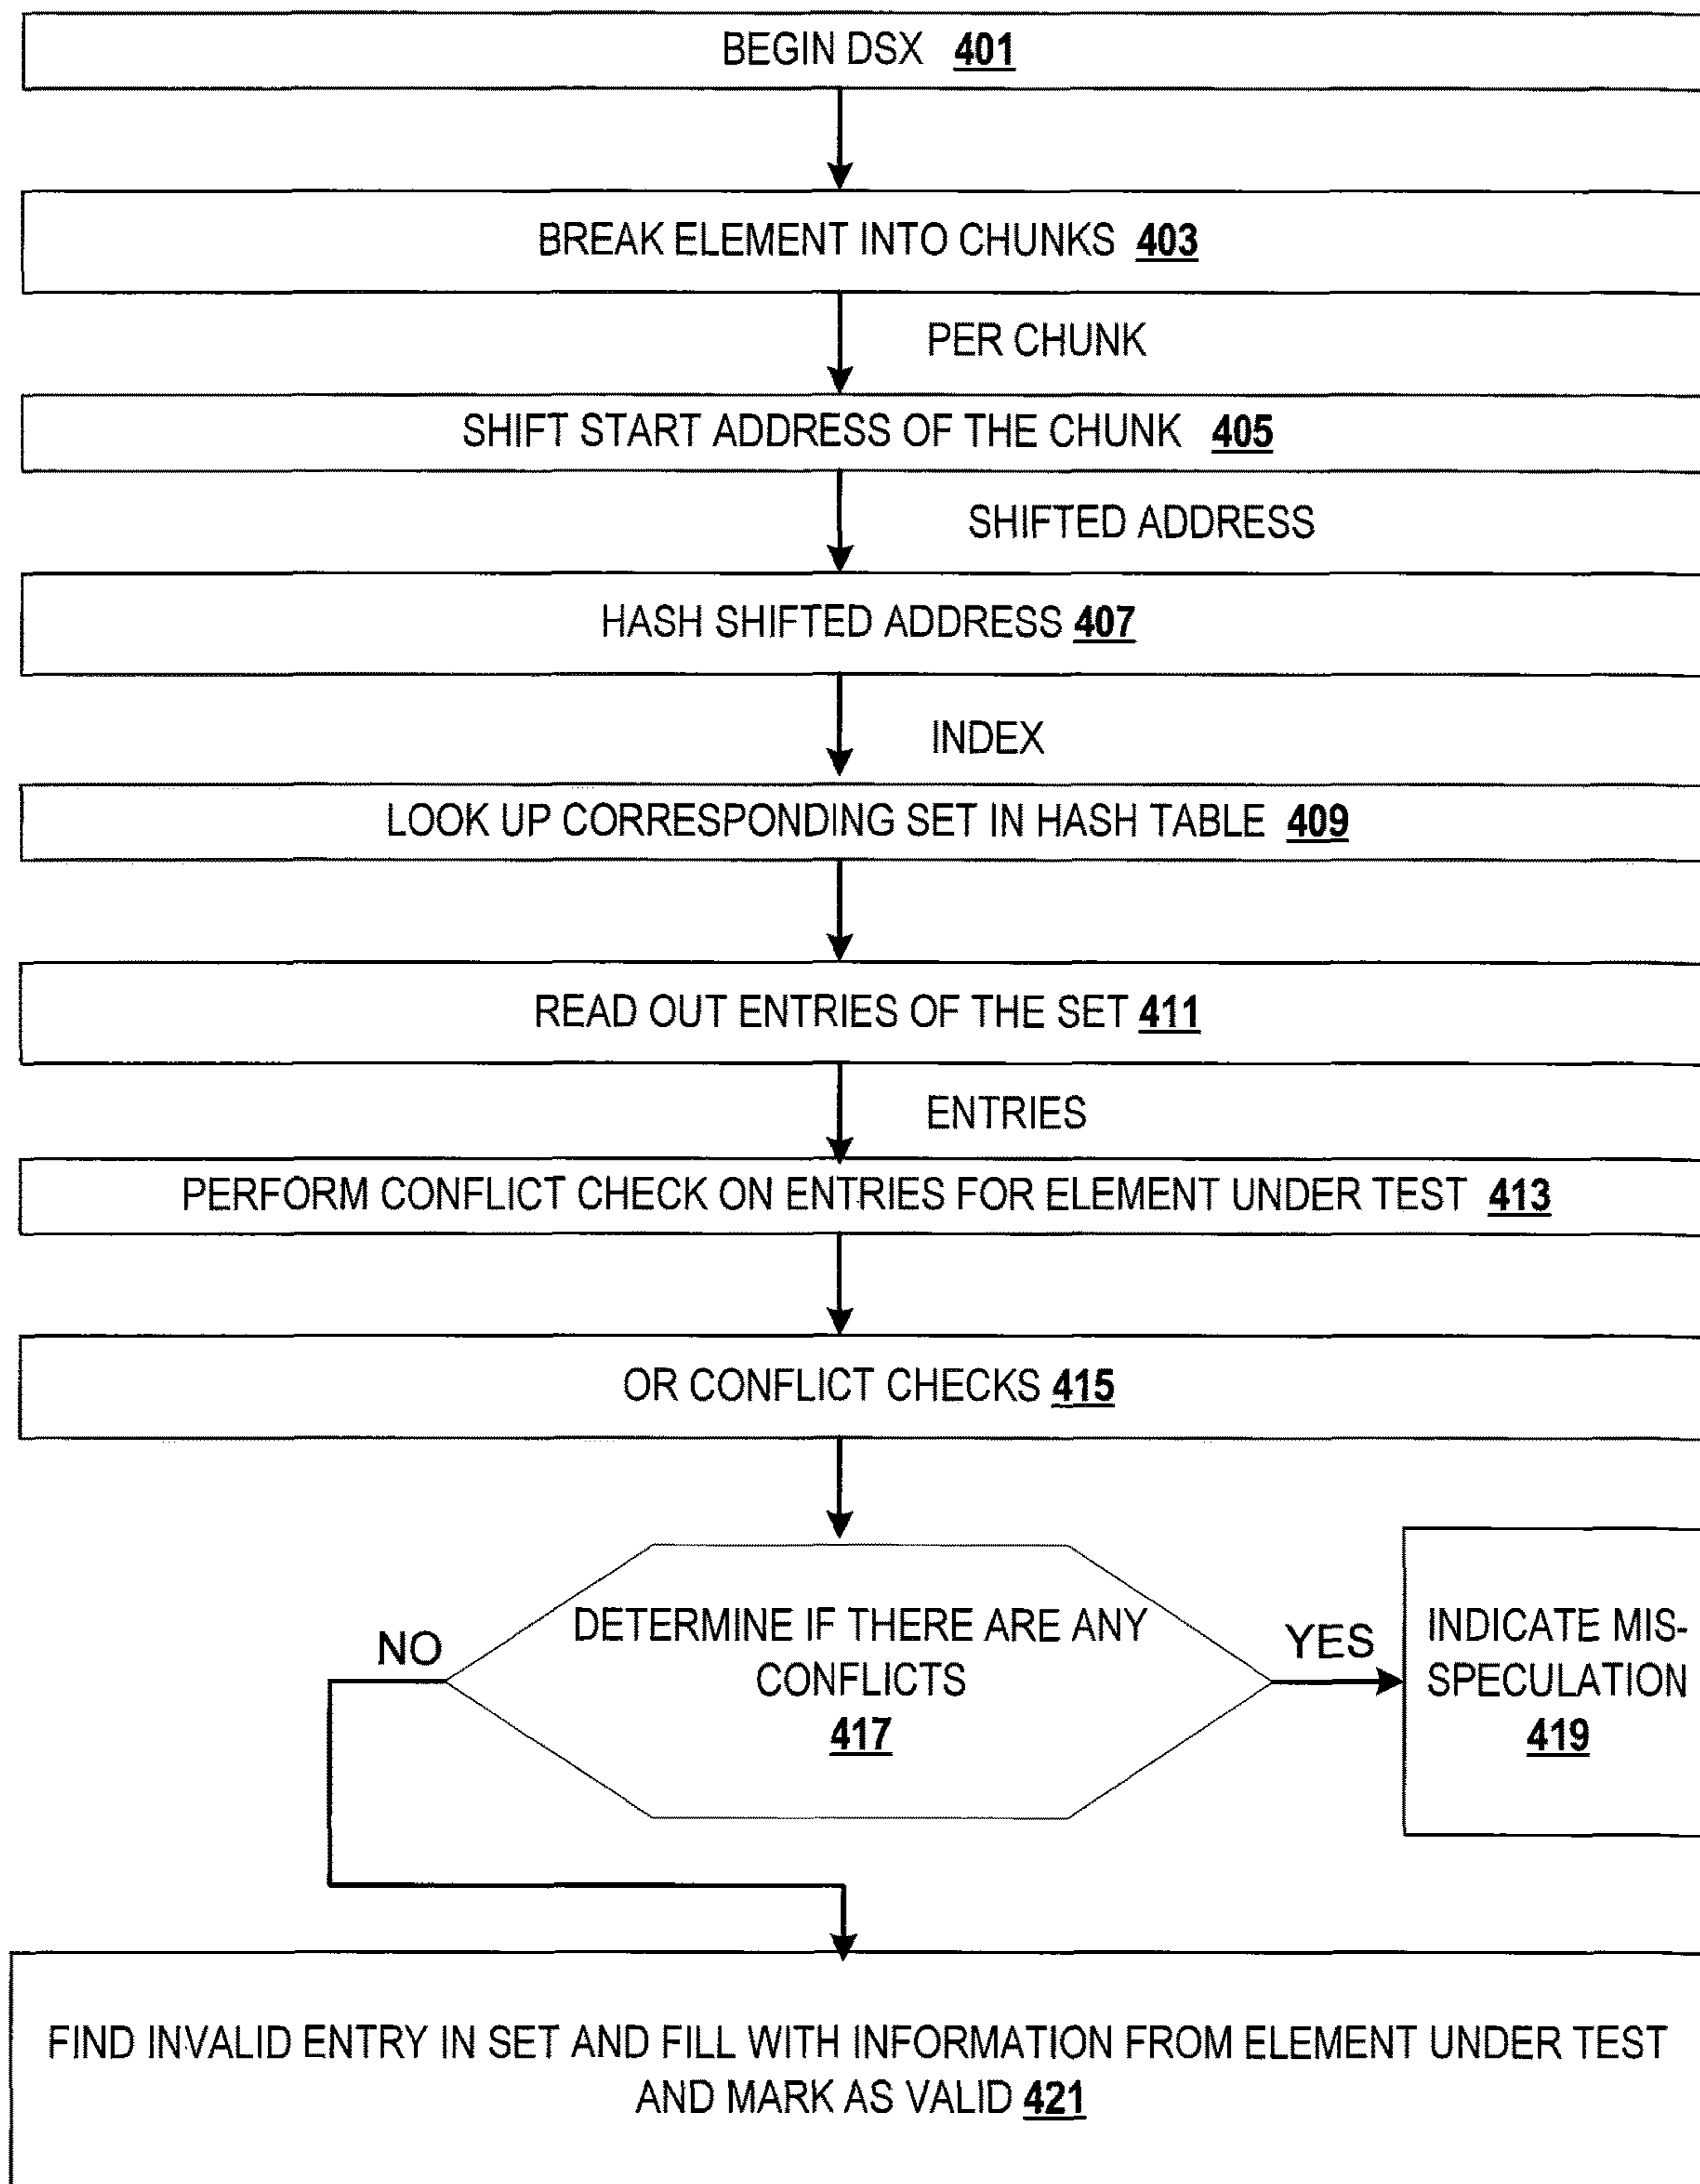 BEGIN DSX 401
BREAK ELEMENT INTO CHUNKS 403
PER CHUNK
SHIFT START ADDRESS OF THE CHUNK 405
SHIFTED ADDRESS
HASH SHIFTED ADDRESS 407
INDEX
LOOK UP CORRESPONDING SET IN HASH TABLE 409
READ OUT ENTRIES OF THE SET 411
ENTRIES
PERFORM CONFLICT CHECK ON ENTRIES FOR ELEMENT UNDER TEST 413
OR CONFLICT CHECKS 415
DETERMINE IF THERE ARE ANY
CONFLICTS
417
NO
YES
INDICATE MIS-
SPECULATION
419
FIND INVALID ENTRY IN SET AND FILL WITH INFORMATION FROM ELEMENT UNDER TEST
AND MARK AS VALID 421